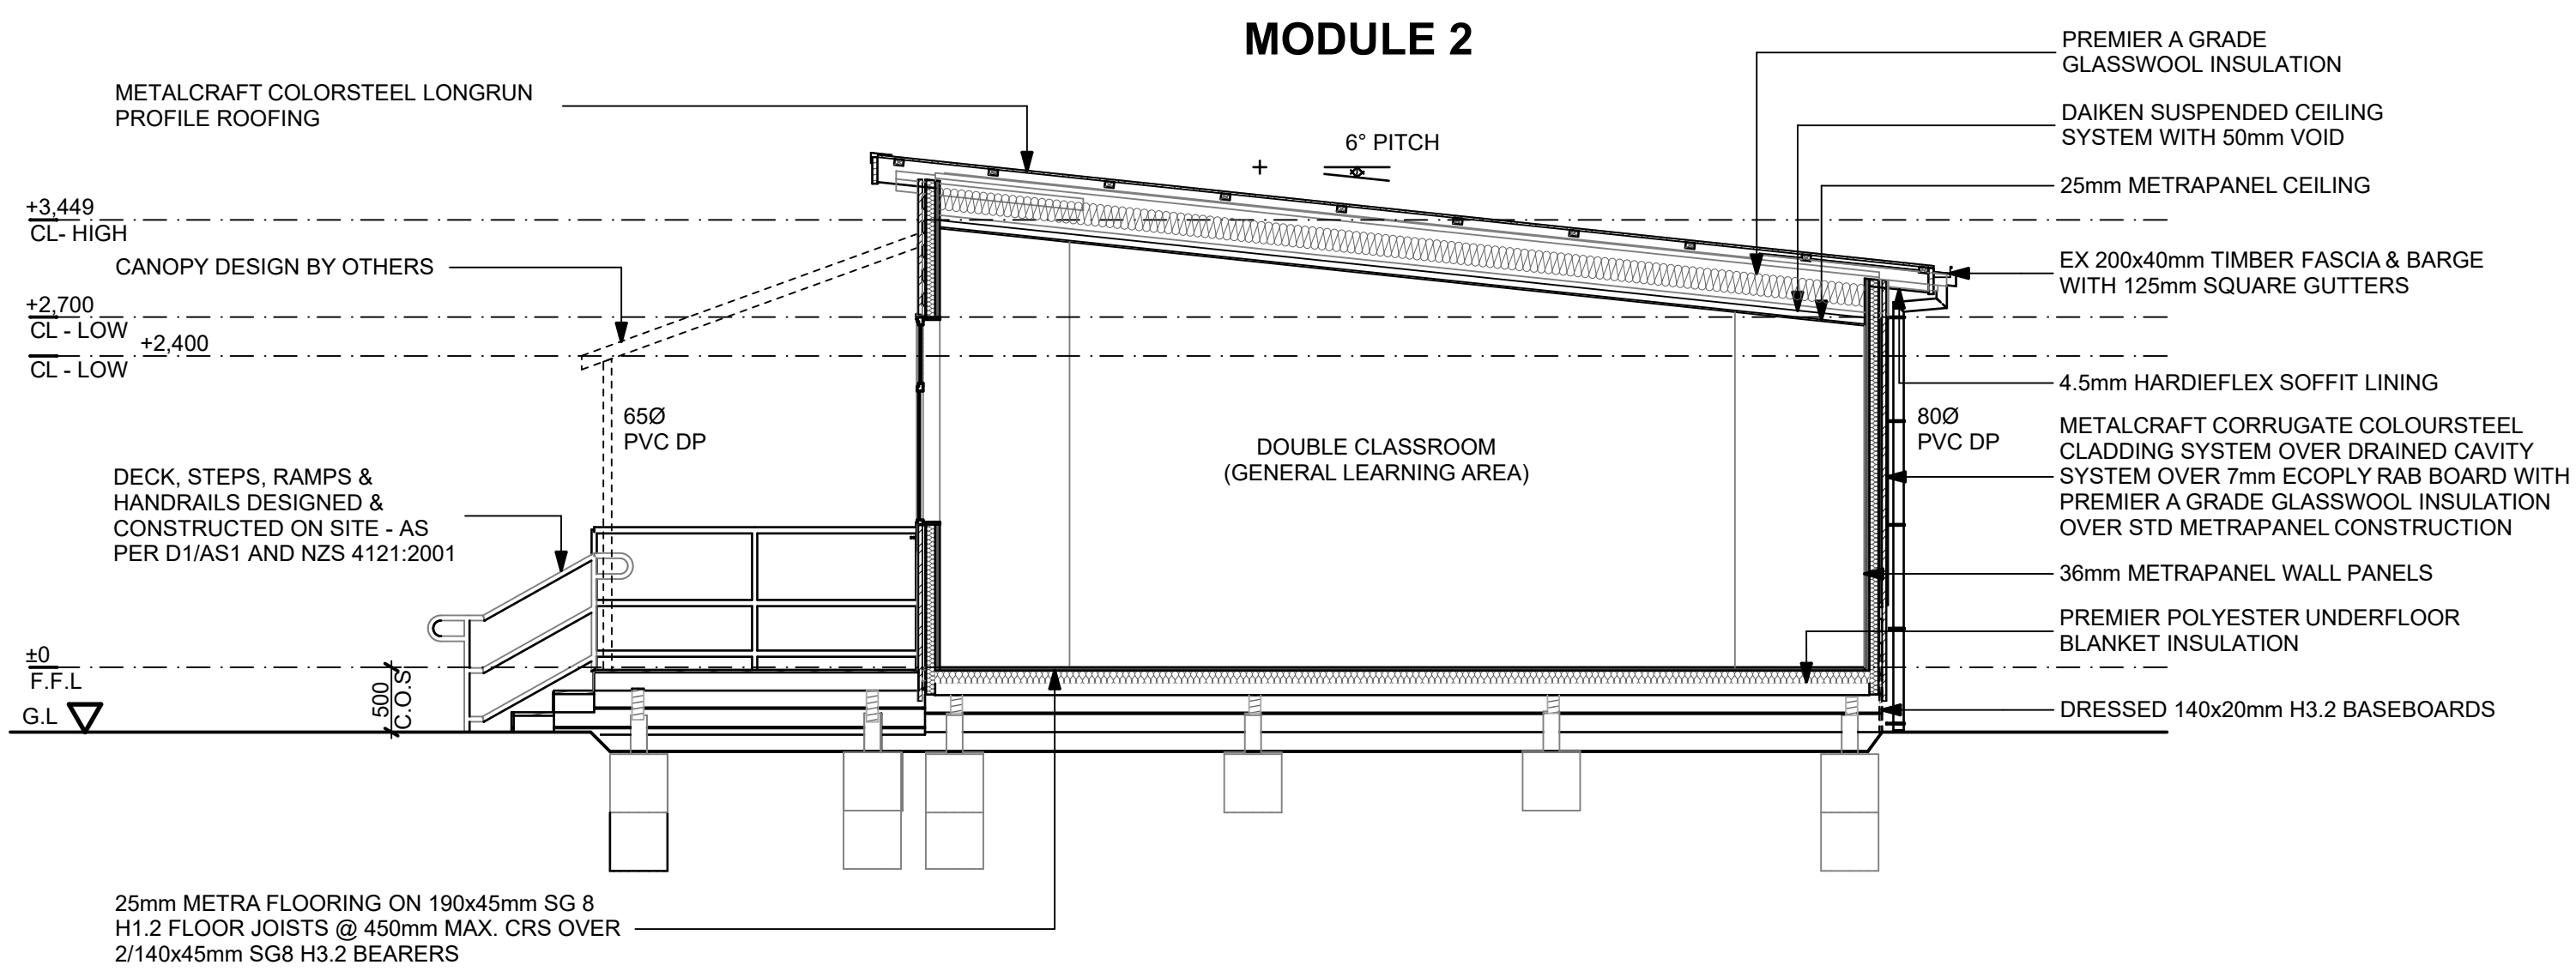 MODULE 2
METALCRAFT COLORSTEEL LONGRUN
PROFILE ROOFING
6° PITCH
PREMIER A GRADE
GLASSWOOL INSULATION
DAIKEN SUSPENDED CEILING
SYSTEM WITH 50mm VOID
25mm METRAPANEL CEILING
+3,449
CL- HIGH
CANOPY DESIGN BY OTHERS
EX 200x40mm TIMBER FASCIA & BARGE
WITH 125mm SQUARE GUTTERS
+2,700
CL - LOW
+2,400
CL - LOW
4.5mm HARDIEFLEX SOFFIT LINING
65Ø
PVC DP
80Ø
PVC DP
DOUBLE CLASSROOM
(GENERAL LEARNING AREA)
METALCRAFT CORRUGATE COLOURSTEEL
CLADDING SYSTEM OVER DRAINED CAVITY
SYSTEM OVER 7mm ECOPLY RAB BOARD WITH
PREMIER A GRADE GLASSWOOL INSULATION
OVER STD METRAPANEL CONSTRUCTION
DECK, STEPS, RAMPS &
HANDRAILS DESIGNED &
CONSTRUCTED ON SITE - AS
PER D1/AS1 AND NZS 4121:2001
36mm METRAPANEL WALL PANELS
PREMIER POLYESTER UNDERFLOOR
BLANKET INSULATION
±0
F.F.L
500
C.O.S
G.L
DRESSED 140x20mm H3.2 BASEBOARDS
25mm METRA FLOORING ON 190x45mm SG 8
H1.2 FLOOR JOISTS @ 450mm MAX. CRS OVER
2/140x45mm SG8 H3.2 BEARERS